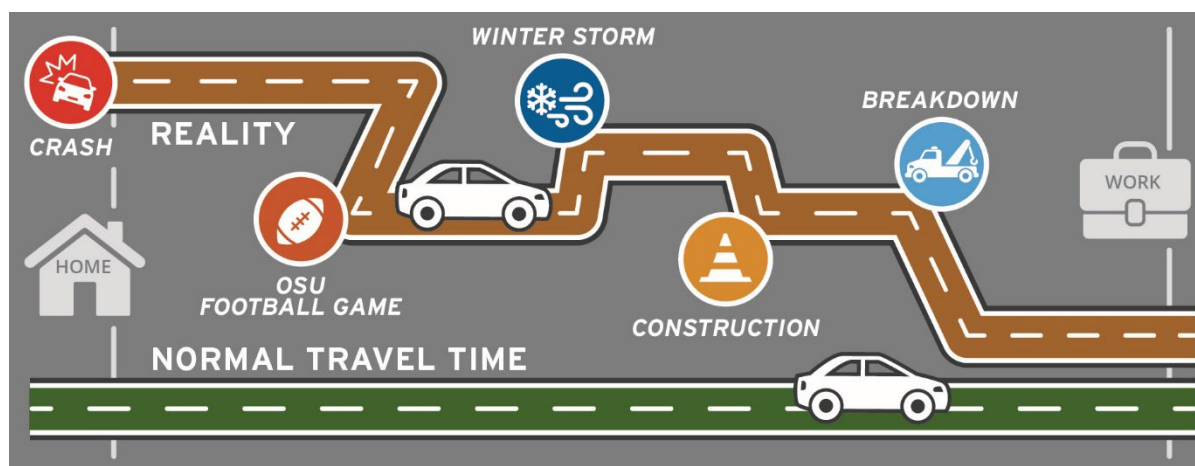 CRASH
REALITY
OSU
FOOTBALL GAME
WINTER STORM
CONSTRUCTION
BREAKDOWN
HOME
WORK
NORMAL TRAVEL TIME